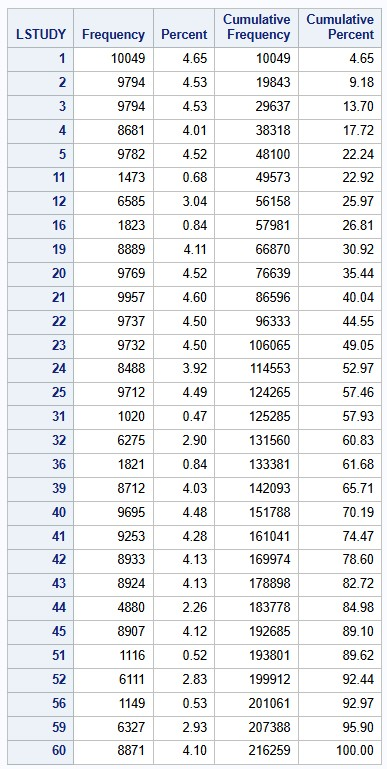 LSTUDY Frequency Percent Cumulative Frequency Cumulative Percent
1 10049 4.65 10049 4.65
2 9794 4.53 19843 9.18
3 9794 4.53 29637 13.70
4 8681 4.01 38318 17.72
5 9782 4.52 48100 22.24
11 1473 0.68 49573 22.92
12 6585 3.04 56158 25.97
16 1823 0.84 57981 26.81
19 8889 4.11 66870 30.92
20 9769 4.52 76639 35.44
21 9957 4.60 86596 40.04
22 9737 4.50 96333 44.55
23 9732 4.50 106065 49.05
24 8488 3.92 114553 52.97
25 9712 4.49 124265 57.46
31 1020 0.47 125285 57.93
32 6275 2.90 131560 60.83
36 1821 0.84 133381 61.68
39 8712 4.03 142093 65.71
40 9695 4.48 151788 70.19
41 9253 4.28 161041 74.47
42 8933 4.13 169974 78.60
43 8924 4.13 178898 82.72
44 4880 2.26 183778 84.98
45 8907 4.12 192685 89.10
51 1116 0.52 193801 89.62
52 6111 2.83 199912 92.44
56 1149 0.53 201061 92.97
59 6327 2.93 207388 95.90
60 8871 4.10 216259 100.00